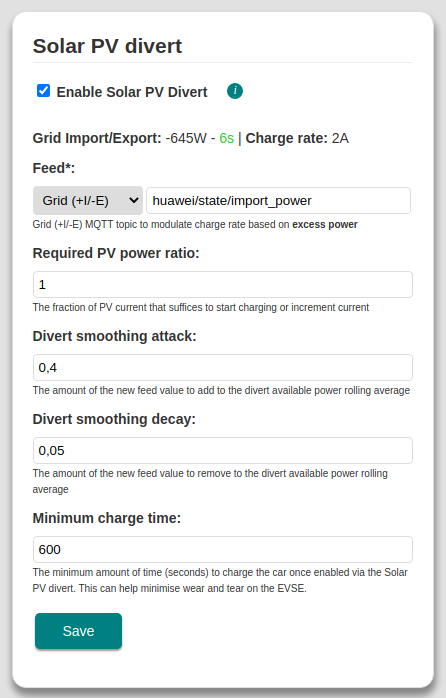 Solar PV divert
Enable Solar PV Divert i
Grid Import/Export: -645W - 6s | Charge rate: 2A
Feed*:
Grid (+I/-E) huawei/state/import_power
Grid (+I/-E) MQTT topic to modulate charge rate based on excess power
Required PV power ratio:
1
The fraction of PV current that suffices to start charging or increment current
Divert smoothing attack:
0,4
The amount of the new feed value to add to the divert available power rolling average
Divert smoothing decay:
0,05
The amount of the new feed value to remove to the divert available power rolling
average
Minimum charge time:
600
The minimum amount of time (seconds) to charge the car once enabled via the Solar
PV divert. This can help minimise wear and tear on the EVSE.
Save